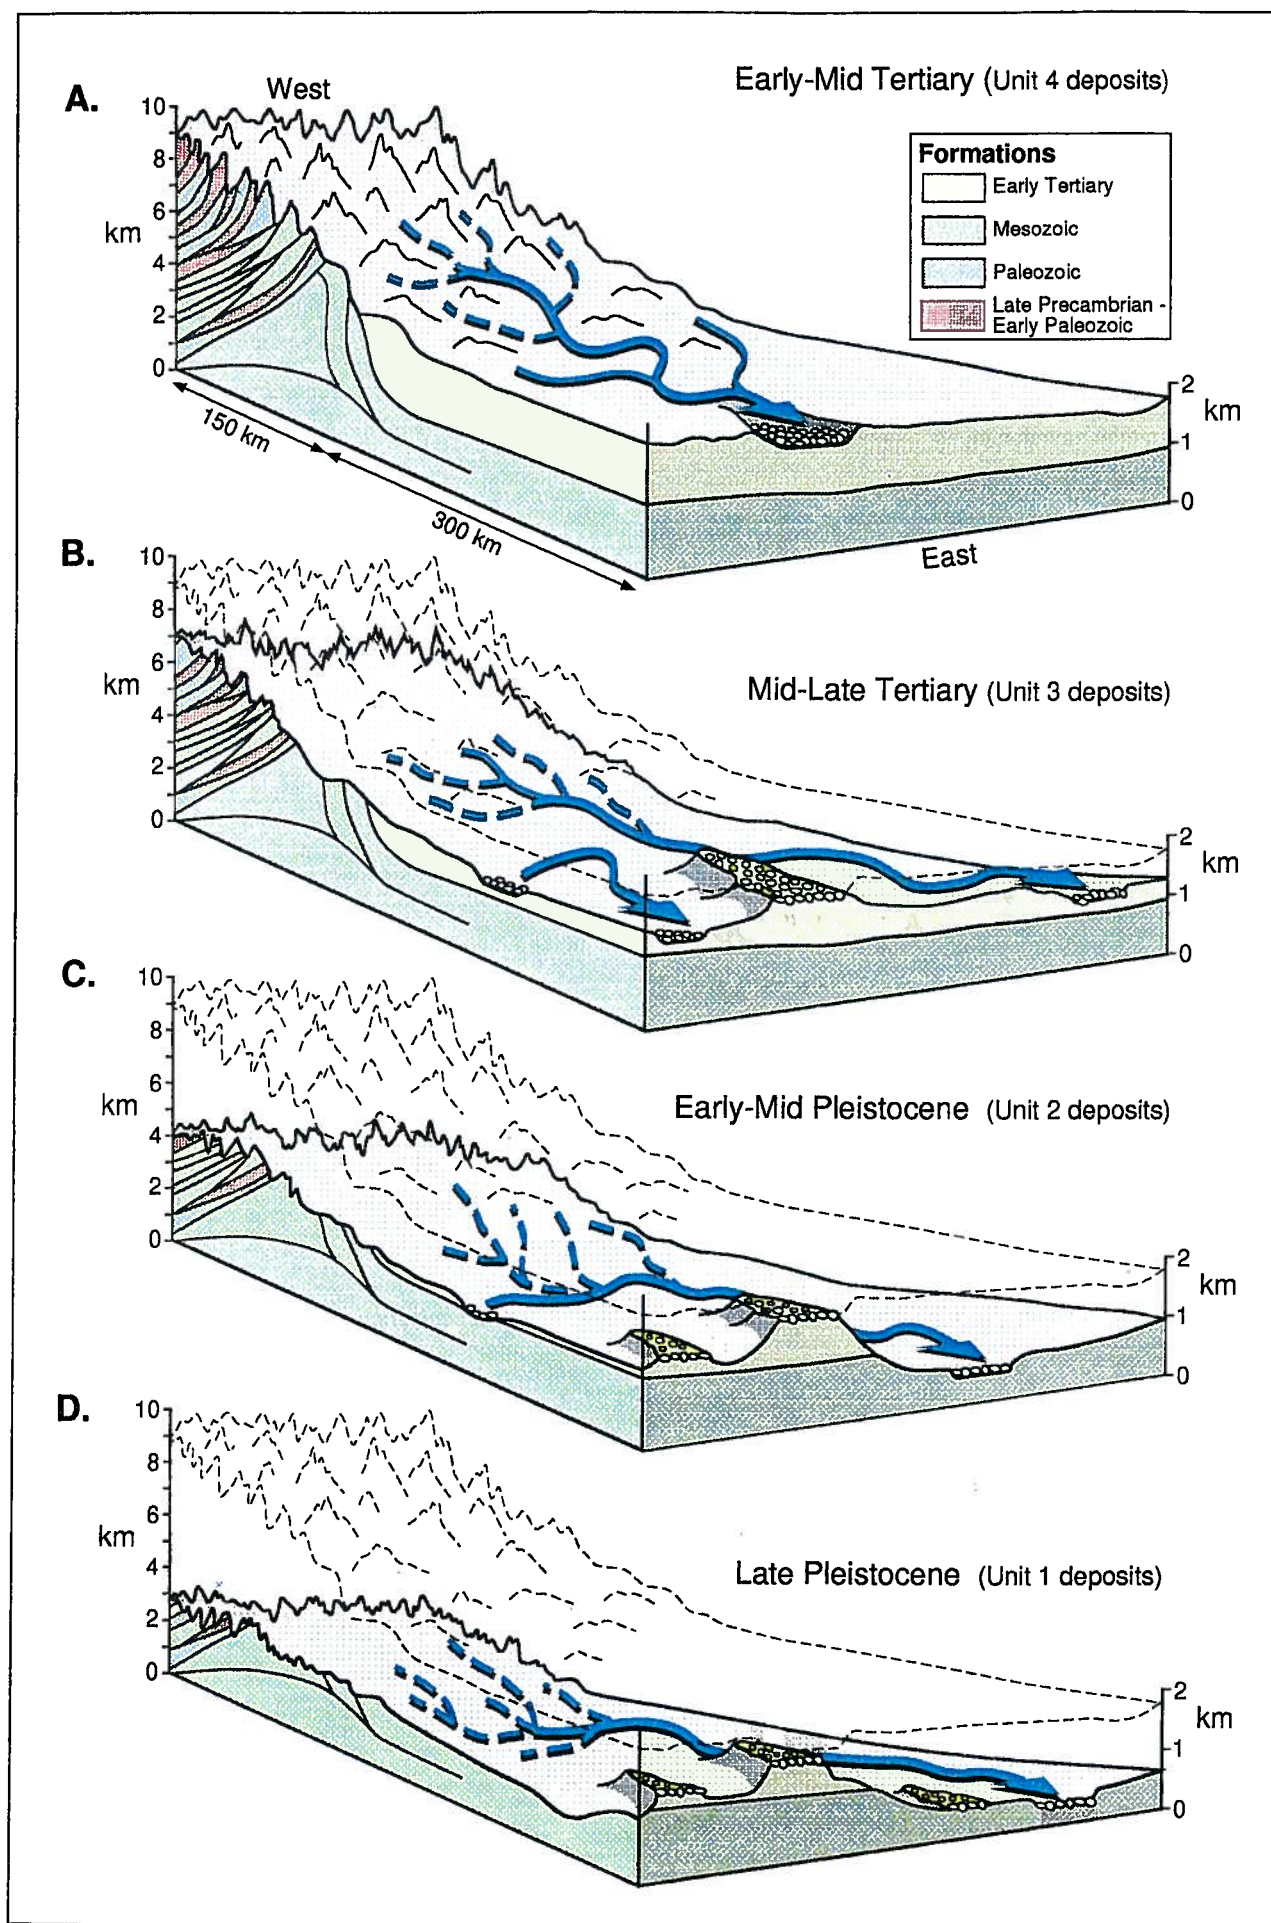 A.
West
Early-Mid Tertiary (Unit 4 deposits)
Formations
Early Tertiary
Mesozoic
Paleozoic
Late Precambrian -
Early Paleozoic
10
8
6
km
4
2
0
150 km
300 km
2
km
1
0
East
B.
10
8
6
km
4
2
0
Mid-Late Tertiary (Unit 3 deposits)
2
km
1
0
C.
10
8
6
km
4
2
0
Early-Mid Pleistocene (Unit 2 deposits)
2
km
1
0
D.
10
8
6
km
4
2
0
Late Pleistocene (Unit 1 deposits)
2
km
1
0